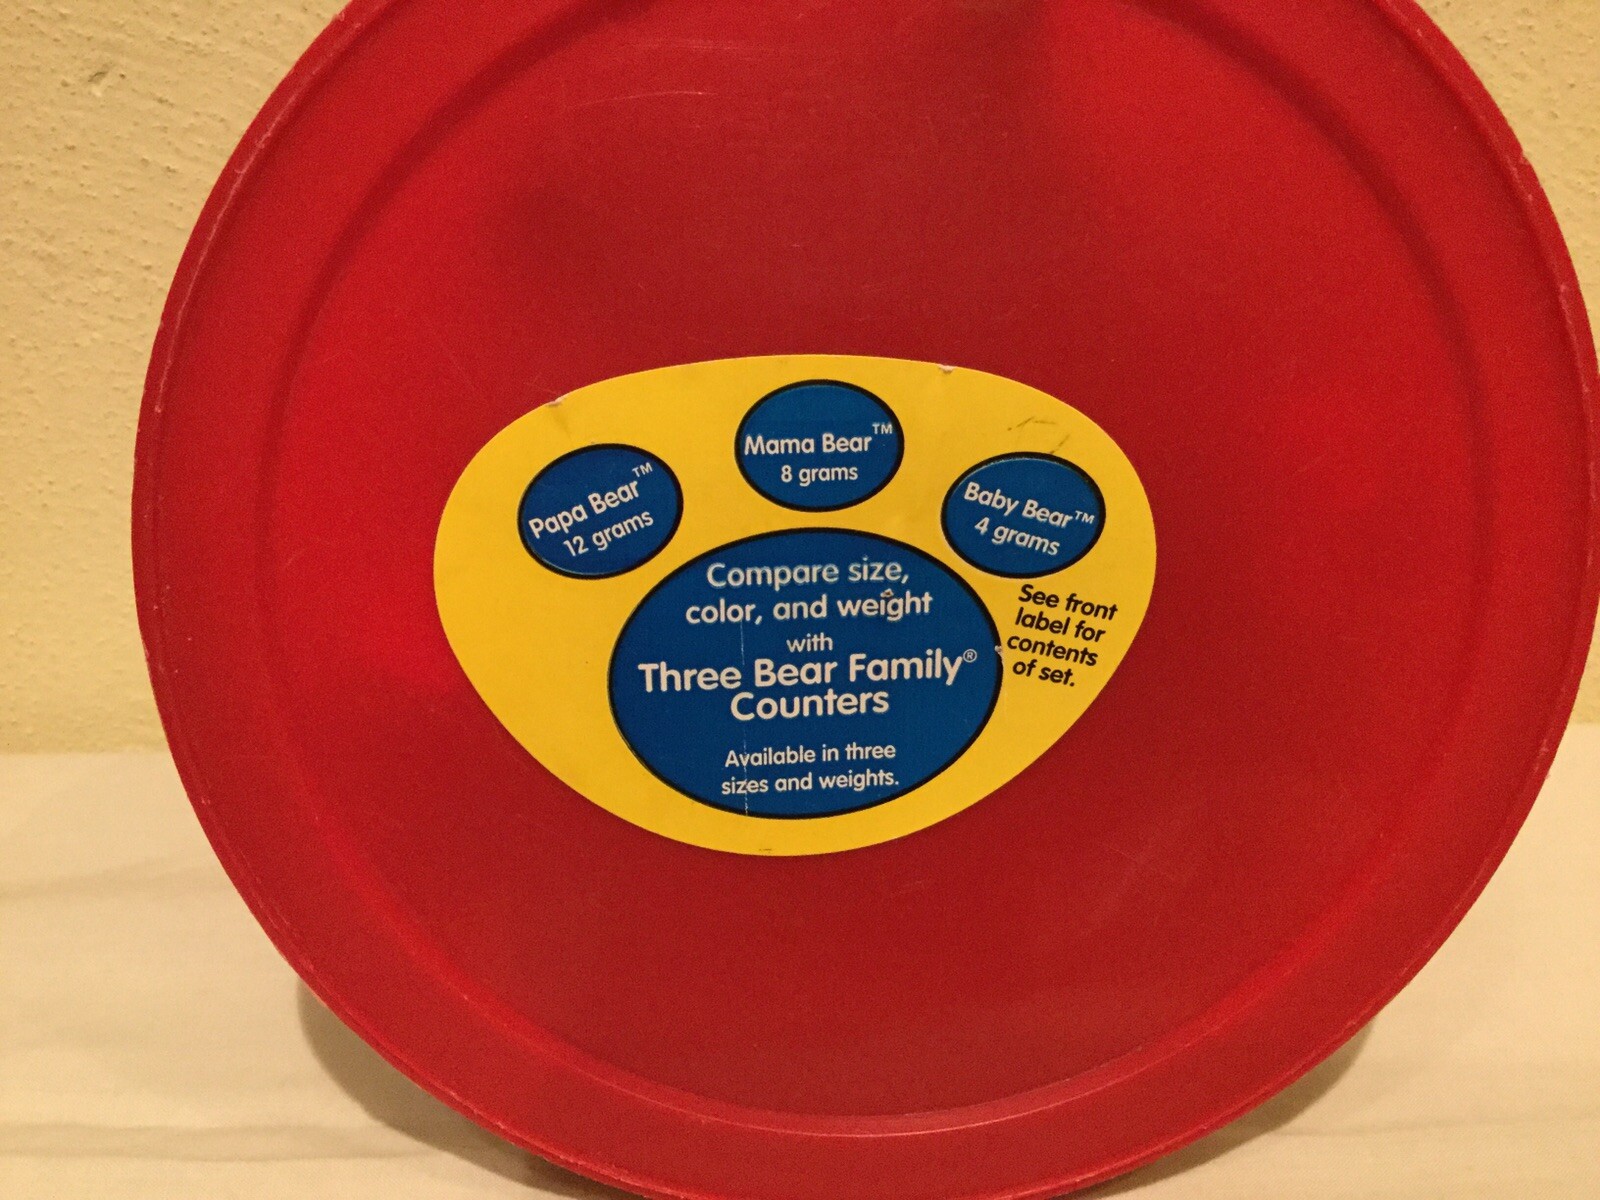 Papa Bear™
12 grams
Mama Bear™
8 grams
Baby Bear™
4 grams
Compare size,
color, and weight
with
Three Bear Family®
Counters
Available in three
sizes and weights.
See front
label for
contents
of set.